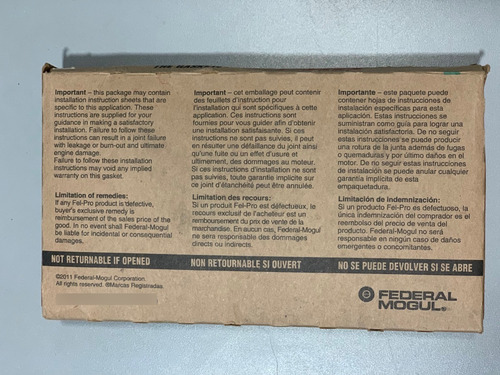 Important – this package may contain
installation instruction sheets that are
specific to this application. These
instructions are supplied for your
guidance in making a satisfactory
installation. Failure to follow these
instructions can result in a joint failure
with leakage or burn-out and ultimate
engine damage.
Failure to follow these installation
instructions may void any implied
warranty on this gasket.
Limitation of remedies:
If any Fel-Pro product is defective,
buyer's exclusive remedy is
reimbursement of the sales price of the
good. In no event shall Federal-Mogul
be liable for incidental or consequential
damages.
NOT RETURNABLE IF OPENED
©2011 Federal-Mogul Corporation.
All rights reserved. ®Marcas Registradas.
Important – cet emballage peut contenir
des feuillets d'instruction pour
l'installation qui sont spécifiques à cette
application. Ces instructions sont
fournies pour vous guider afin d'obtenir
une installation satisfaisante. Si ces
instructions ne sont pas suivies, il peut
en résulter une défaillance du joint ainsi
qu'une fuite ou un effet d'usure et
ultimement, des dommages au moteur.
Si ces instructions d'installation ne sont
pas suivies, toute garantie implicite sur
ce joint d'étanchéité peut être annulée.
Limitation des recours:
Si un produit Fel-Pro est défectueux, le
recours exclusif de l'acheteur est un
remboursement du prix de vente de la
marchandise. En aucun cas, Federal-Mogul
ne sera responsable des dommages
directs ou indirects.
NON RETOURNABLE SI OUVERT
Importante – este paquete puede
contener hojas de instrucciones de
instalación específicas para esta
aplicación. Estas instrucciones se
suministran como guía para lograr una
instalación satisfactoria. De no seguir
estas instrucciones se puede producir
una rotura de la junta además de fugas
o quemaduras y por último daños en el
motor. De no seguir estas instrucciones
de instalación se puede anular cualquier
garantía implícita de esta
empaquetadura.
Limitación de Indemnización:
Si un producto Fel-Pro es defectuoso, la
única indemnización del comprador es el
reembolso del precio de venta del
producto. Federal-Mogul no será
responsable en ningún caso de daños
emergentes o concomitantes.
NO SE PUEDE DEVOLVER SI SE ABRE
FEDERAL
MOGUL®